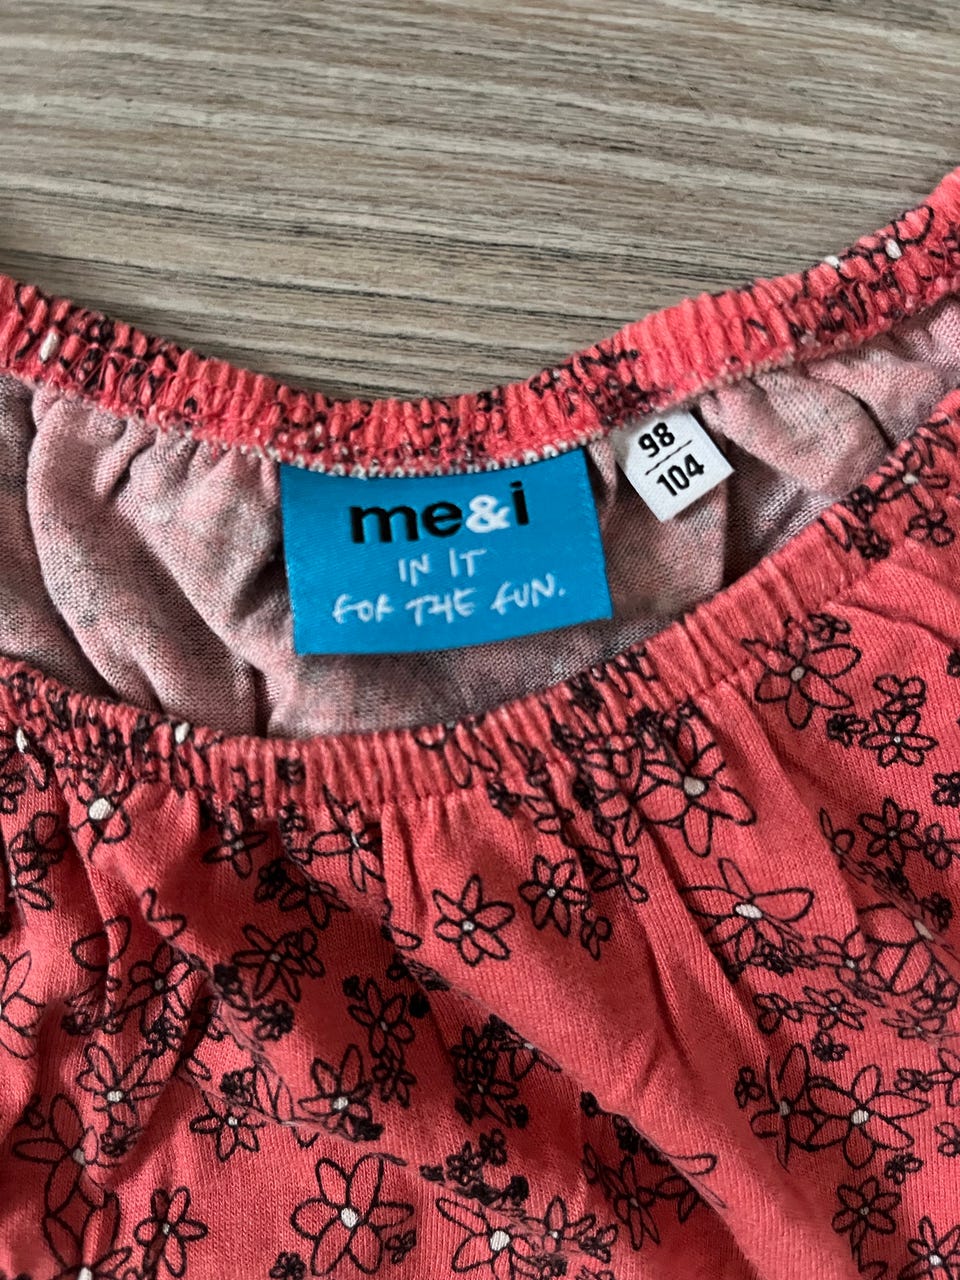 me&i
IN IT
FOR THE FUN.
98
104